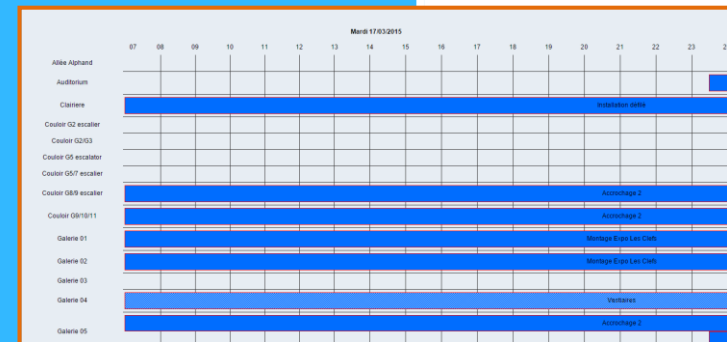 Mardi 17/03/2015
07 08 09 10 11 12 13 14 15 16 17 18 19 20 21 22 23
Allée Alphand
Auditorium
Clairiere Installation défilé
Couloir G2 escalier
Couloir G2/G3
Couloir G5 escalator
Couloir G5/7 escalier
Couloir G8/9 escalier Accrochage 2
Couloir G9/10/11 Accrochage 2
Galerie 01 Montage Expo Les Clefs
Galerie 02 Montage Expo Les Clefs
Galerie 03
Galerie 04
Galerie 05 Accrochage 2